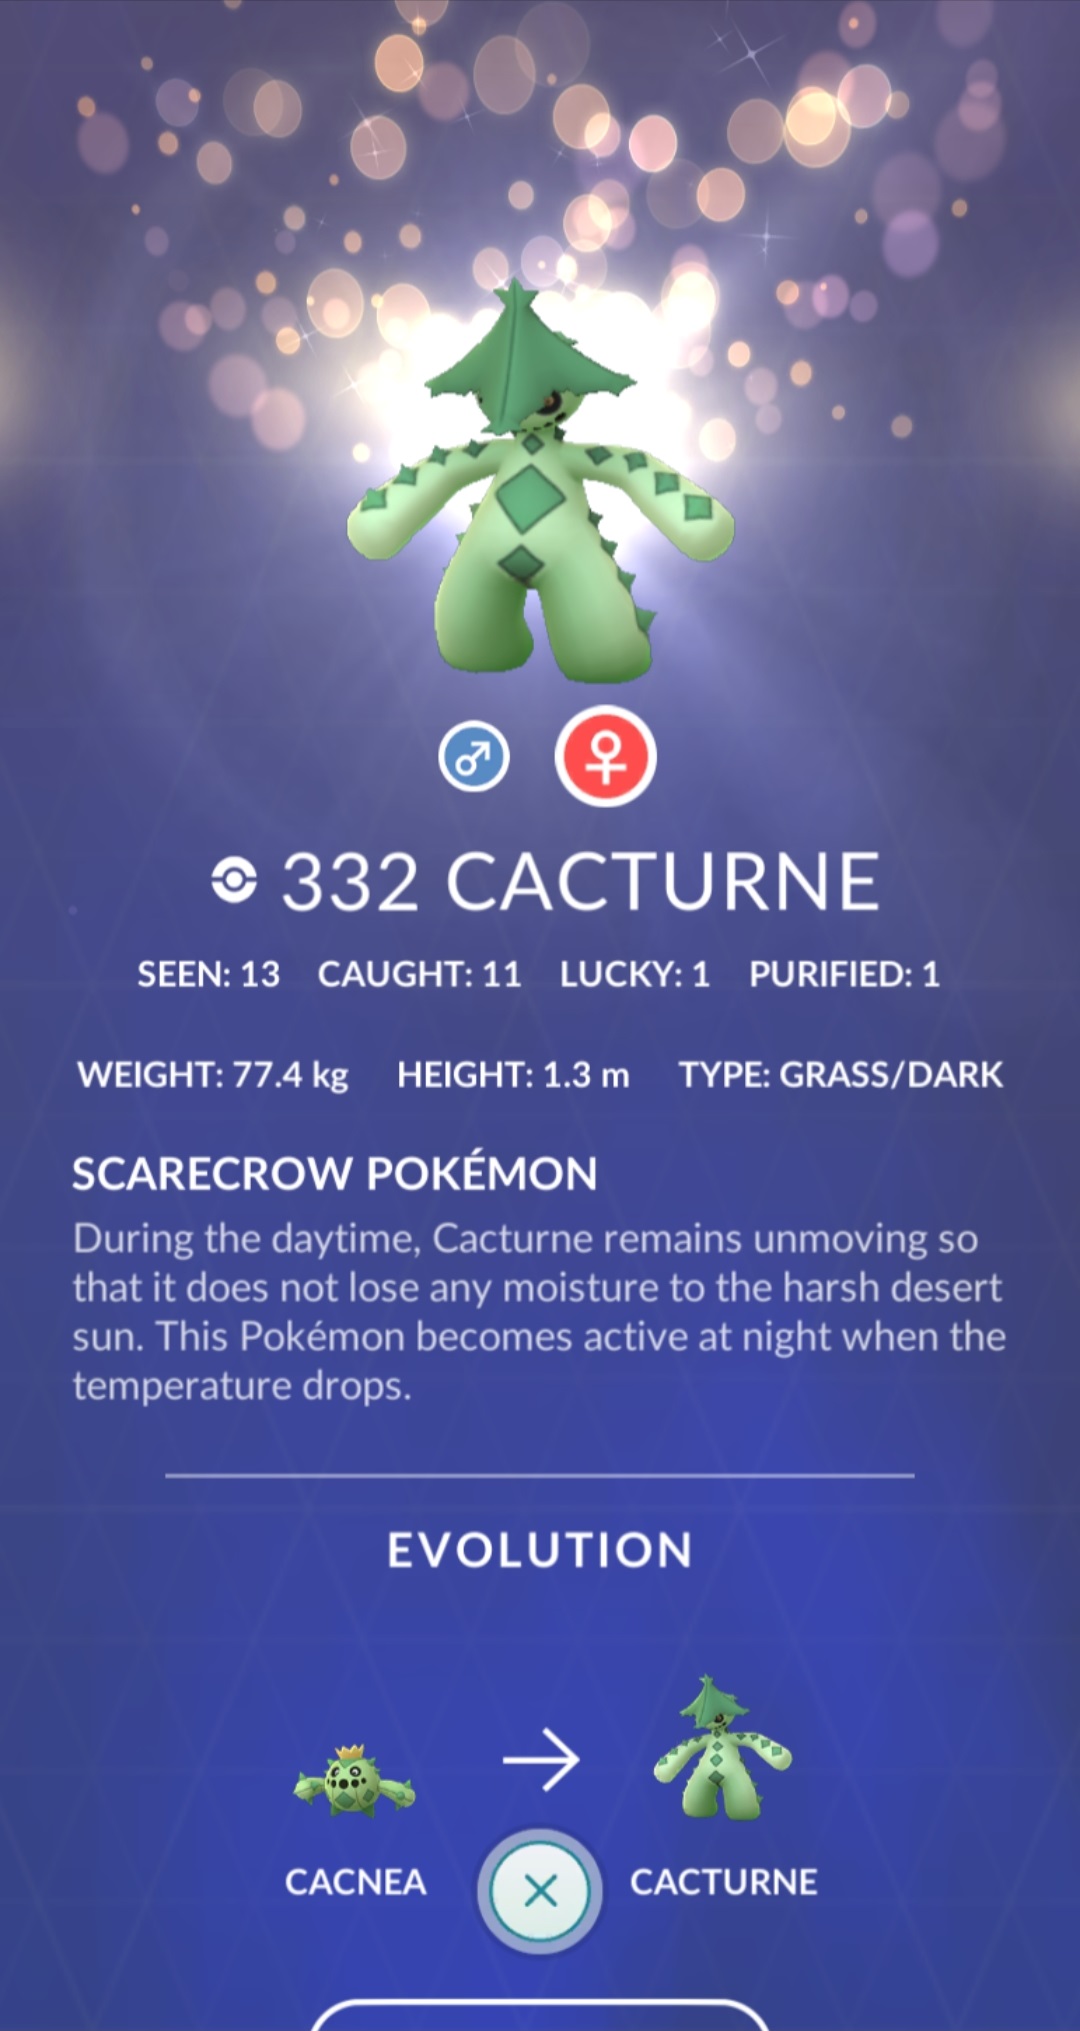 332 CACTURNE
SEEN: 13 CAUGHT: 11 LUCKY: 1 PURIFIED: 1
WEIGHT: 77.4 kg HEIGHT: 1.3 m TYPE: GRASS/DARK
SCARECROW POKÉMON
During the daytime, Cacturne remains unmoving so
that it does not lose any moisture to the harsh desert
sun. This Pokémon becomes active at night when the
temperature drops.
EVOLUTION
CACNEA CACTURNE